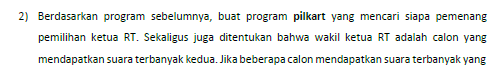 2) Berdasarkan program sebelumnya, buat program pilkart yang mencari siapa pemenang
pemilihan ketua RT. Sekaligus juga ditentukan bahwa wakil ketua RT adalah calon yang
mendapatkan suara terbanyak kedua. Jika beberapa calon mendapatkan suara terbanyak yang